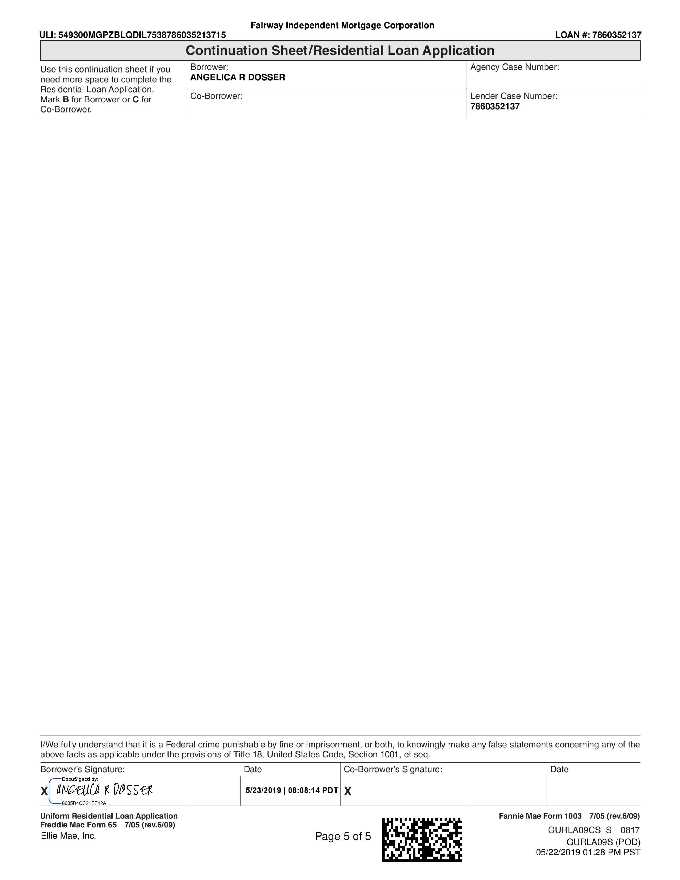 Fairway Independent Mortgage Corporation
ULI: 549300MGPZBLQDIL7538786035213715 LOAN #: 7860352137
Continuation Sheet/Residential Loan Application
Use this continuation sheet if you
need more space to complete the
Residential Loan Application.
Mark B for Borrower or C for
Co-Borrower.
Borrower:
ANGELICA R DOSSER
Agency Case Number:
Co-Borrower:
Lender Case Number:
7860352137
I/We fully understand that it is a Federal crime punishable by fine or imprisonment, or both, to knowingly make any false statements concerning any of the
above facts as applicable under the provisions of Title 18, United States Code, Section 1001, et seq.
Borrower's Signature: Date Co-Borrower's Signature: Date
DocuSigned by:
X ANGELICA R DOSSER 5/23/2019 | 08:08:14 PDT X
Uniform Residential Loan Application Fannie Mae Form 1003 7/05 (rev.6/09)
Freddie Mac Form 65 7/05 (rev.6/09)
Ellie Mae, Inc. Page 5 of 5 GURLA09CS_S 0817
GURLA09S (POD)
05/22/2019 01:28 PM PST